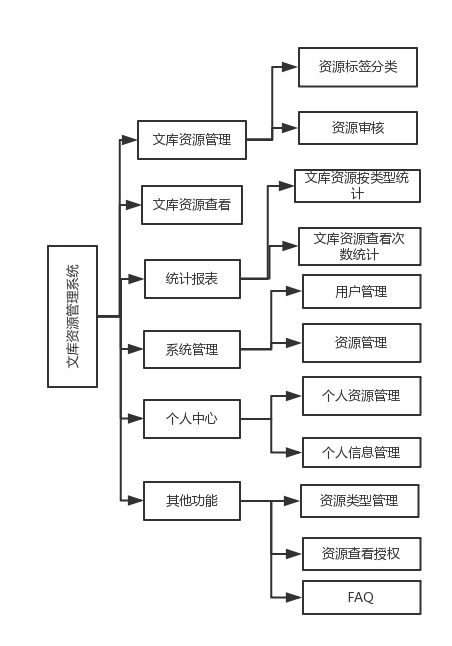 文库资源管理系统
文库资源管理
资源标签分类
资源审核
文库资源查看
统计报表
文库资源按类型统
计
文库资源查看次
数统计
系统管理
用户管理
资源管理
个人中心
个人资源管理
个人信息管理
其他功能
资源类型管理
资源查看授权
FAQ